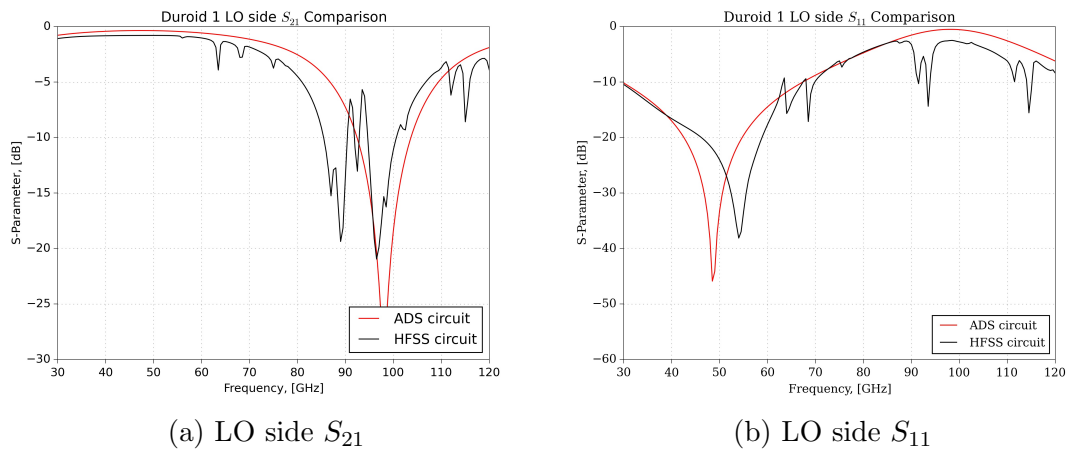 Duroid 1 LO side S21 Comparison
0
−5
−10
−15
−20
−25
−30
S-Parameter, [dB]
30 40 50 60 70 80 90 100 110 120
Frequency, [GHz]
ADS circuit
HFSS circuit
(a) LO side S21
Duroid 1 LO side S11 Comparison
0
−10
−20
−30
−40
−50
−60
S-Parameter, [dB]
30 40 50 60 70 80 90 100 110 120
Frequency, [GHz]
ADS circuit
HFSS circuit
(b) LO side S11